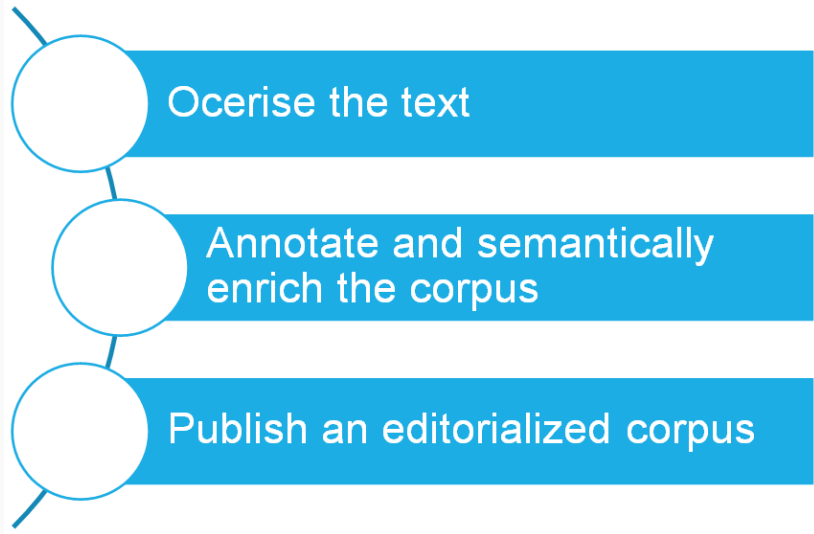 Ocerise the text
Annotate and semantically
enrich the corpus
Publish an editorialized corpus